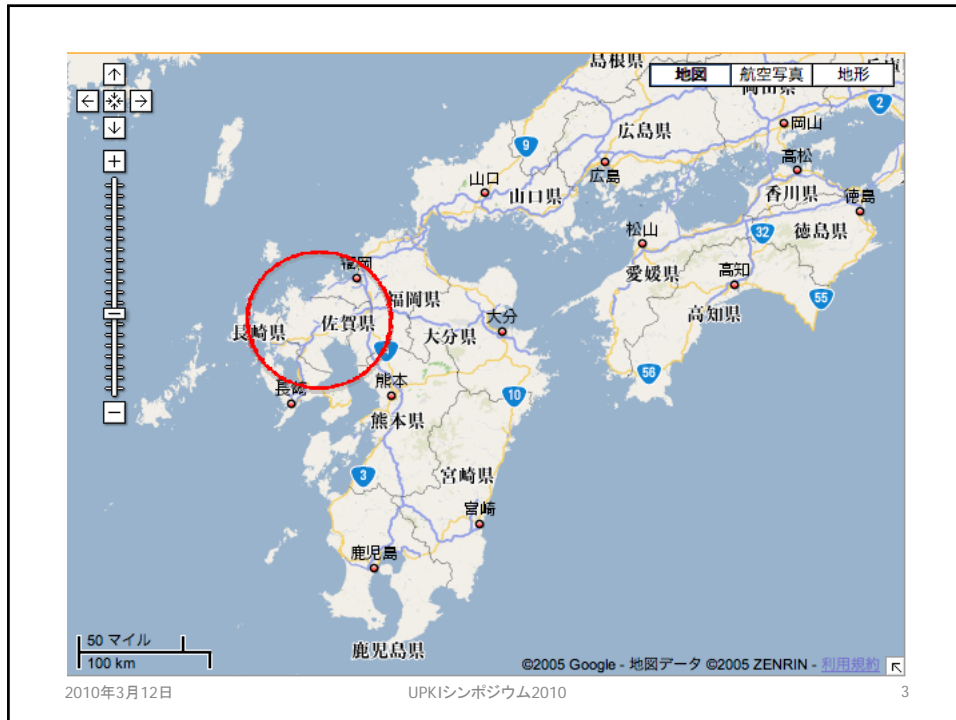 島根県
兵庫
地図 航空写真 地形
岡山県
2
岡山
広島県
9
高松
広島
山口
香川県
山口県
徳島
松山
32
徳島県
愛媛県
高知
福岡
福岡県
55
高知県
大分
佐賀県
大分県
長崎県
56
熊本
長崎
10
熊本県
3
宮崎県
宮崎
鹿児島
50 マイル
100 km
鹿児島県
©2005 Google - 地図データ ©2005 ZENRIN - 利用規約
2010年3月12日 UPKIシンポジウム2010 3